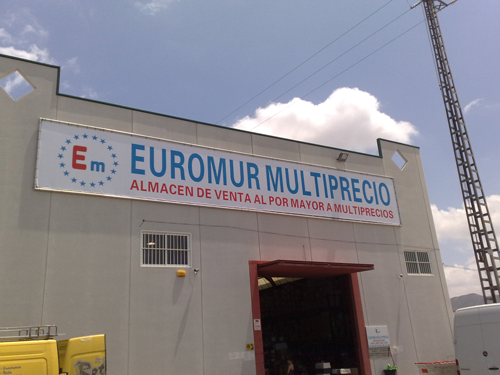 Em
EUROMUR MULTIPRECIO
ALMACEN DE VENTA AL POR MAYOR A MULTIPRECIOS